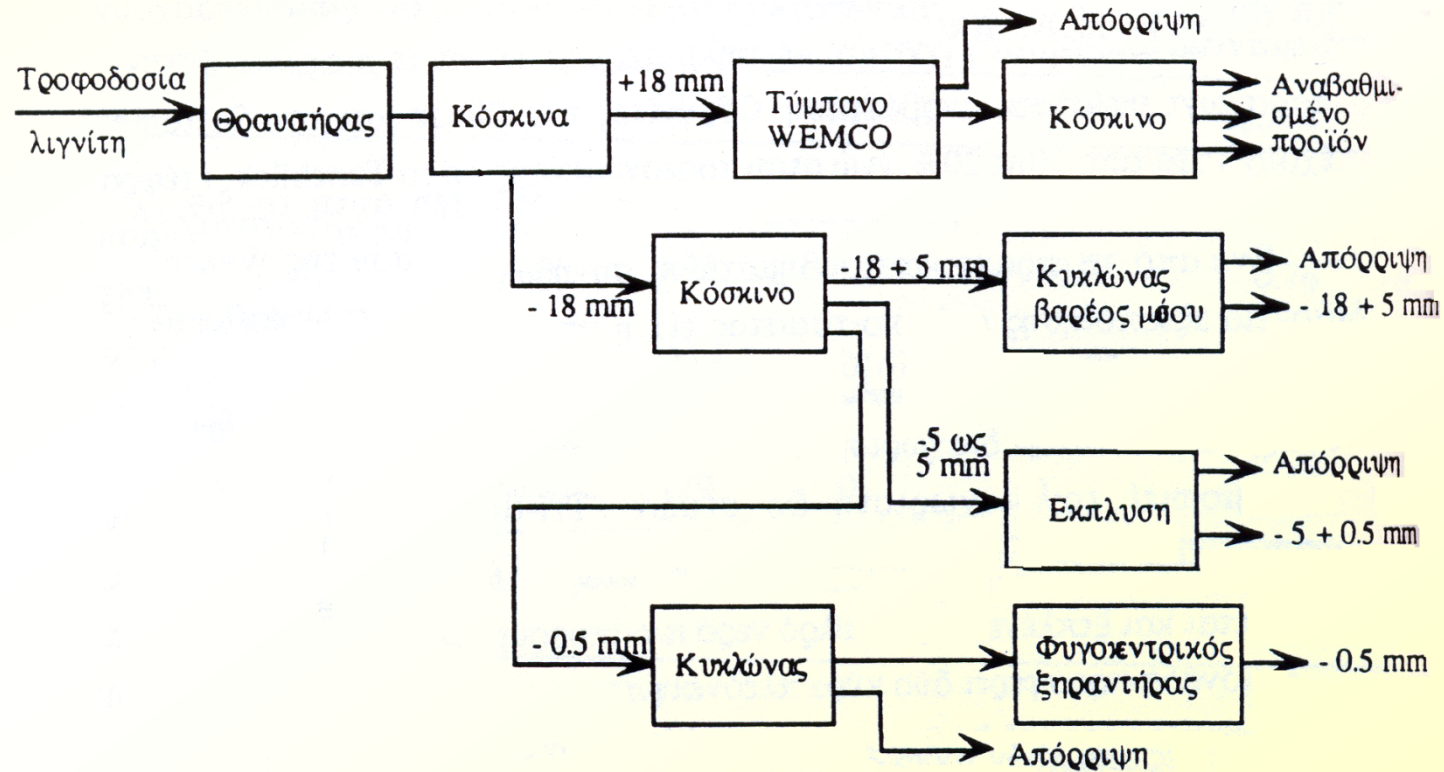 Απόρριψη
Τροφοδοσία
λιγνίτη
Θραυστήρας
Κόσκινα
+18 mm
Τύμπανο
WEMCO
Κόσκινο
Αναβαθμι-
σμένο
προϊόν
- 18 mm
Κόσκινο
-18 + 5 mm
Κυκλώνας
βαρέος μέσου
Απόρριψη
- 18 + 5 mm
-5 ως
5 mm
Εκπλυση
Απόρριψη
- 5 + 0.5 mm
- 0.5 mm
Κυκλώνας
Φυγοκεντρικός
ξηραντήρας
- 0.5 mm
Απόρριψη